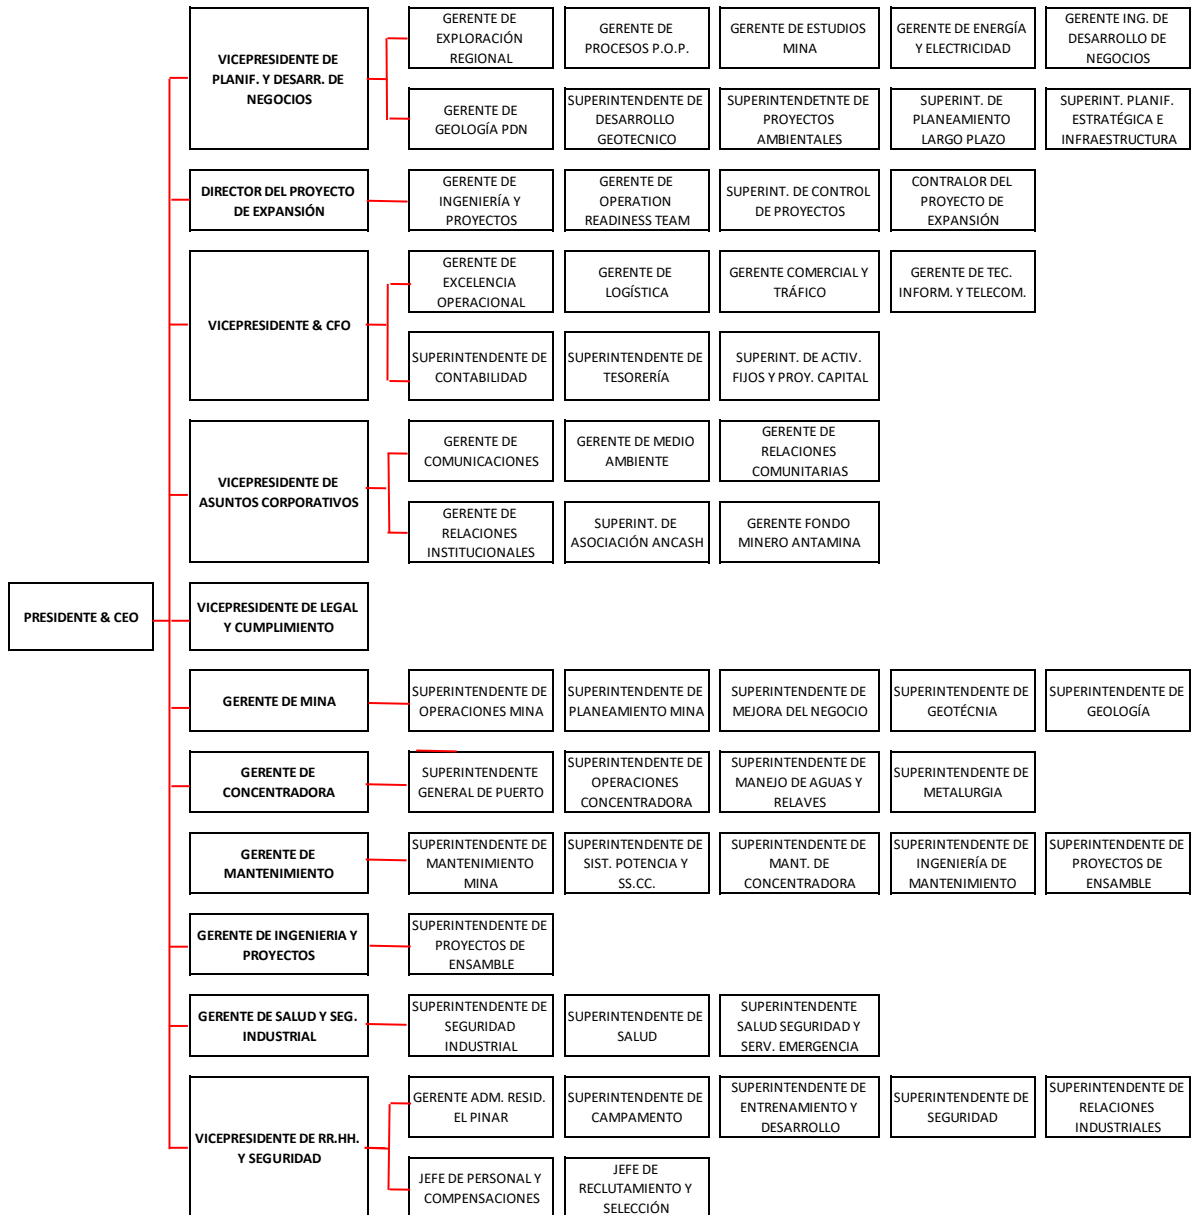 VICEPRESIDENTE DE
PLANIF. Y DESARR. DE
NEGOCIOS
GERENTE DE
EXPLORACIÓN
REGIONAL
GERENTE DE
PROCESOS P.O.P.
GERENTE DE ESTUDIOS
MINA
GERENTE DE ENERGÍA
Y ELECTRICIDAD
GERENTE ING. DE
DESARROLLO DE
NEGOCIOS
GERENTE DE
GEOLOGÍA PDN
SUPERINTENDENTE DE
DESARROLLO
GEOTECNICO
SUPERINTENDETNTE DE
PROYECTOS
AMBIENTALES
SUPERINT. DE
PLANEAMIENTO
LARGO PLAZO
SUPERINT. PLANIF.
ESTRATÉGICA E
INFRAESTRUCTURA
DIRECTOR DEL PROYECTO
DE EXPANSIÓN
GERENTE DE
INGENIERÍA Y
PROYECTOS
GERENTE DE
OPERATION
READINESS TEAM
SUPERINT. DE CONTROL
DE PROYECTOS
CONTRALOR DEL
PROYECTO DE
EXPANSIÓN
VICEPRESIDENTE & CFO
GERENTE DE
EXCELENCIA
OPERACIONAL
GERENTE DE
LOGÍSTICA
GERENTE COMERCIAL Y
TRÁFICO
GERENTE DE TEC.
INFORM. Y TELECOM.
SUPERINTENDENTE DE
CONTABILIDAD
SUPERINTENDENTE DE
TESORERÍA
SUPERINT. DE ACTIV.
FIJOS Y PROY. CAPITAL
VICEPRESIDENTE DE
ASUNTOS CORPORATIVOS
GERENTE DE
COMUNICACIONES
GERENTE DE MEDIO
AMBIENTE
GERENTE DE
RELACIONES
COMUNITARIAS
GERENTE DE
RELACIONES
INSTITUCIONALES
SUPERINT. DE
ASOCIACIÓN ANCASH
GERENTE FONDO
MINERO ANTAMINA
PRESIDENTE & CEO
VICEPRESIDENTE DE LEGAL
Y CUMPLIMIENTO
GERENTE DE MINA
SUPERINTENDENTE DE
OPERACIONES MINA
SUPERINTENDENTE DE
PLANEAMIENTO MINA
SUPERINTENDENTE DE
MEJORA DEL NEGOCIO
SUPERINTENDENTE DE
GEOTÉCNIA
SUPERINTENDENTE DE
GEOLOGÍA
GERENTE DE
CONCENTRADORA
SUPERINTENDENTE
GENERAL DE PUERTO
SUPERINTENDENTE DE
OPERACIONES
CONCENTRADORA
SUPERINTENDENTE DE
MANEJO DE AGUAS Y
RELAVES
SUPERINTENDENTE DE
METALURGIA
GERENTE DE
MANTENIMIENTO
SUPERINTENDENTE DE
MANTENIMIENTO
MINA
SUPERINTENDENTE DE
SIST. POTENCIA Y
SS.CC.
SUPERINTENDENTE DE
MANT. DE
CONCENTRADORA
SUPERINTENDENTE DE
INGENIERÍA DE
MANTENIMIENTO
SUPERINTENDENTE DE
PROYECTOS DE
ENSAMBLE
GERENTE DE INGENIERIA Y
PROYECTOS
SUPERINTENDENTE DE
PROYECTOS DE
ENSAMBLE
GERENTE DE SALUD Y SEG.
INDUSTRIAL
SUPERINTENDENTE DE
SEGURIDAD
INDUSTRIAL
SUPERINTENDENTE DE
SALUD
SUPERINTENDENTE
SALUD SEGURIDAD Y
SERV. EMERGENCIA
VICEPRESIDENTE DE RR.HH.
Y SEGURIDAD
GERENTE ADM. RESID.
EL PINAR
SUPERINTENDENTE DE
CAMPAMENTO
SUPERINTENDENTE DE
ENTRENAMIENTO Y
DESARROLLO
SUPERINTENDENTE DE
SEGURIDAD
SUPERINTENDENTE DE
RELACIONES
INDUSTRIALES
JEFE DE PERSONAL Y
COMPENSACIONES
JEFE DE
RECLUTAMIENTO Y
SELECCIÓN